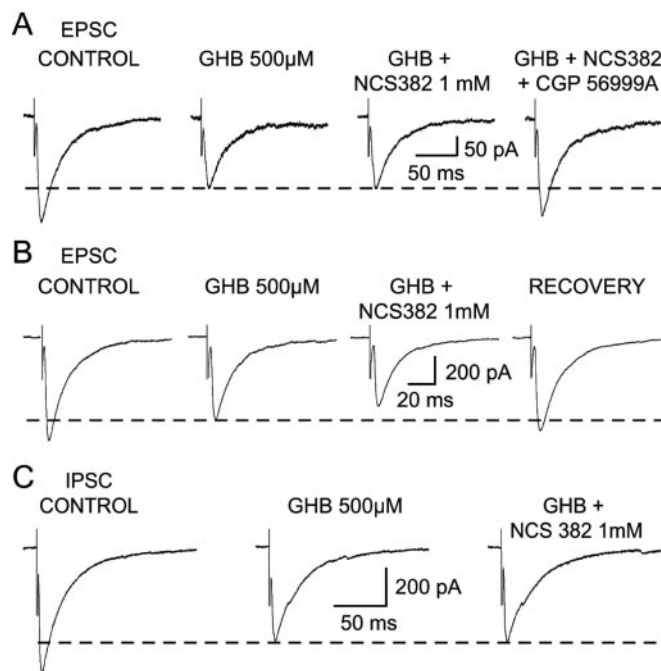 A
EPSC
CONTROL
GHB 500µM
GHB +
NCS382 1 mM
GHB + NCS382
+ CGP 56999A
50 pA
50 ms
B
EPSC
CONTROL
GHB 500µM
GHB +
NCS382 1mM
RECOVERY
200 pA
20 ms
C
IPSC
CONTROL
GHB 500µM
GHB +
NCS 382 1mM
200 pA
50 ms